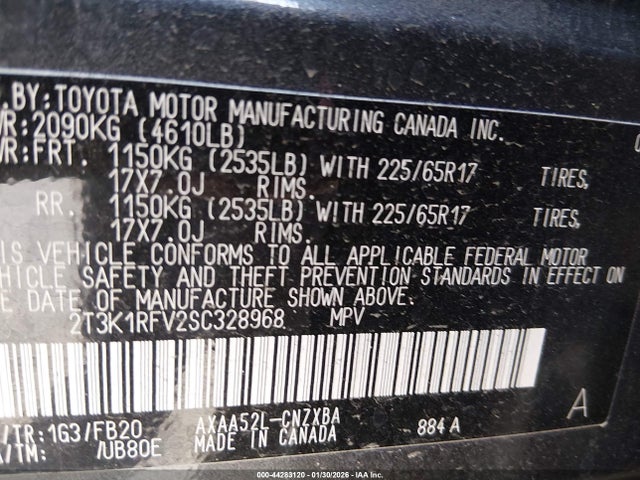 .BY:TOYOTA MOTOR MANUFACTURING CANADA INC.
VR:2090KG (4610LB)
WR:FRT. 1150KG (2535LB) WITH 225/65R17 TIRES,
17X7.0J RIMS.
RR. 1150KG (2535LB) WITH 225/65R17 TIRES,
17X7.0J RIMS.
IS VEHICLE CONFORMS TO ALL APPLICABLE FEDERAL MOTOR
HICLE SAFETY AND THEFT PREVENTION STANDARDS IN EFFECT ON
E DATE OF MANUFACTURE SHOWN ABOVE.
2T3K1RFV2SC328968 MPV
A
/TR:1G3/FB20 AXAA52L-CNZXBA 884 A
A/TM: /UB80E MADE IN CANADA
000-44283120 - 01/30/2026 - IAA Inc.